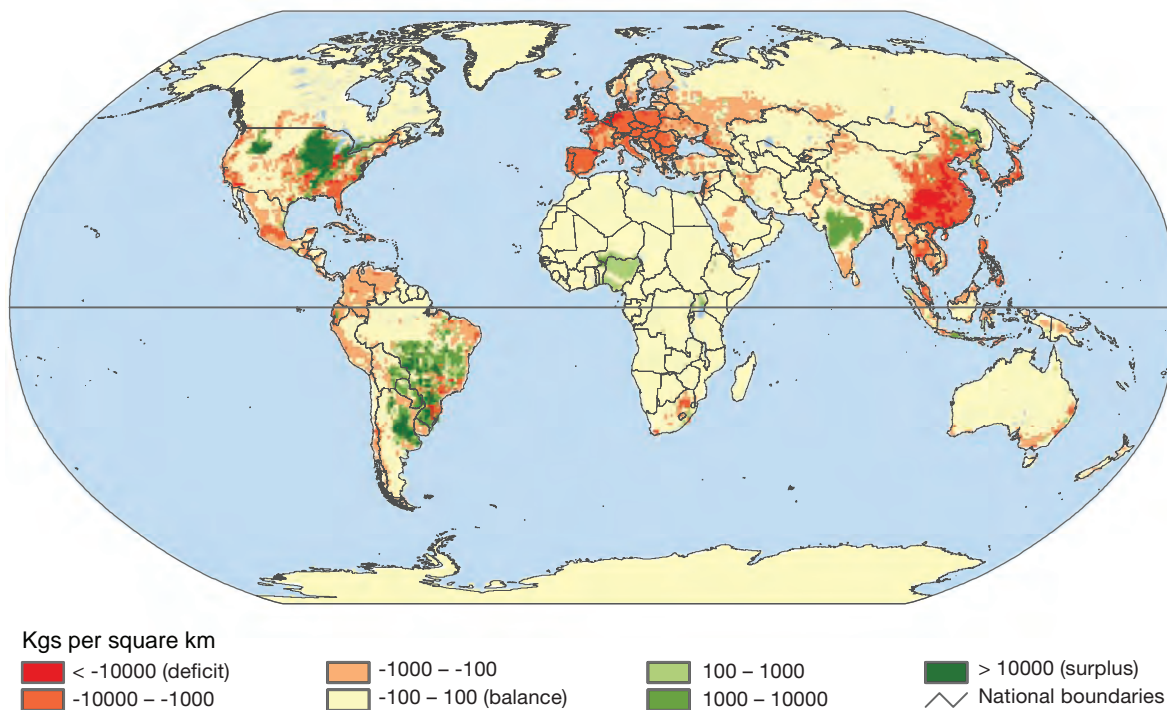 Kgs per square km
< -10000 (deficit)
-1000 – -100
100 – 1000
> 10000 (surplus)
-10000 – -1000
-100 – 100 (balance)
1000 – 10000
National boundaries